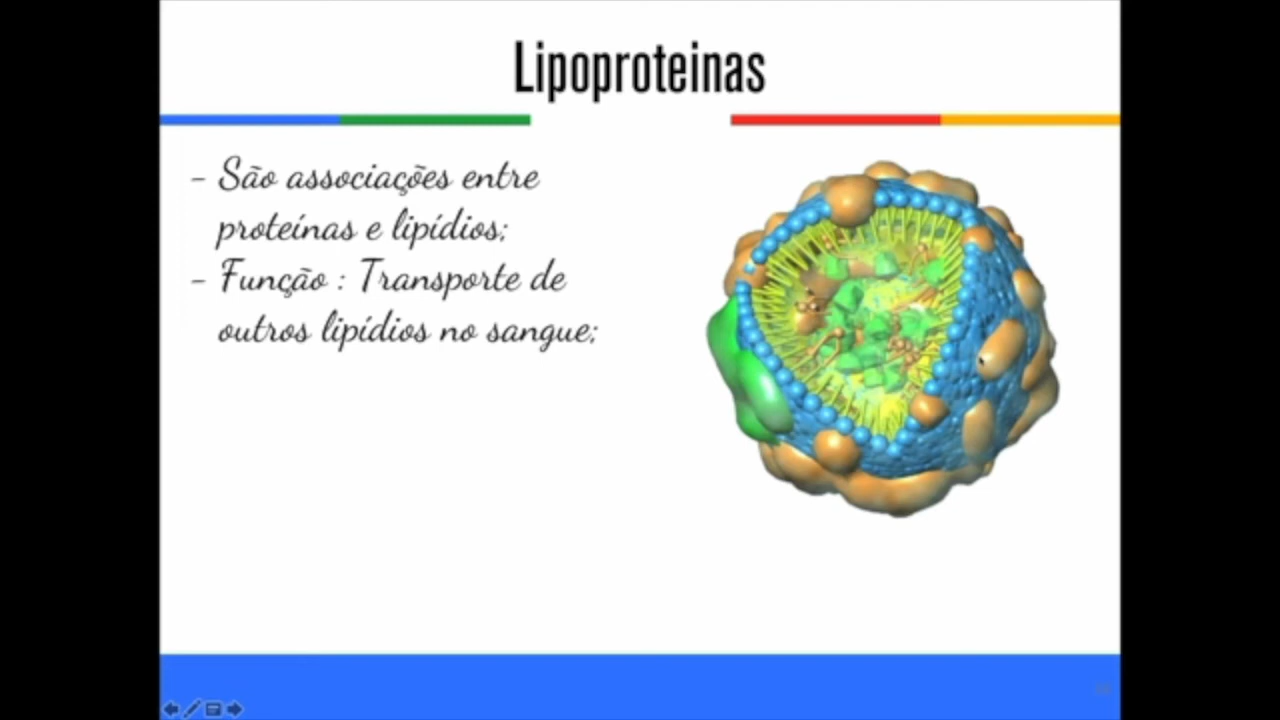 Lipoproteinas
- São associações entre
proteínas e lipídios;
- Função : Transporte de
outros lipídios no sangue;